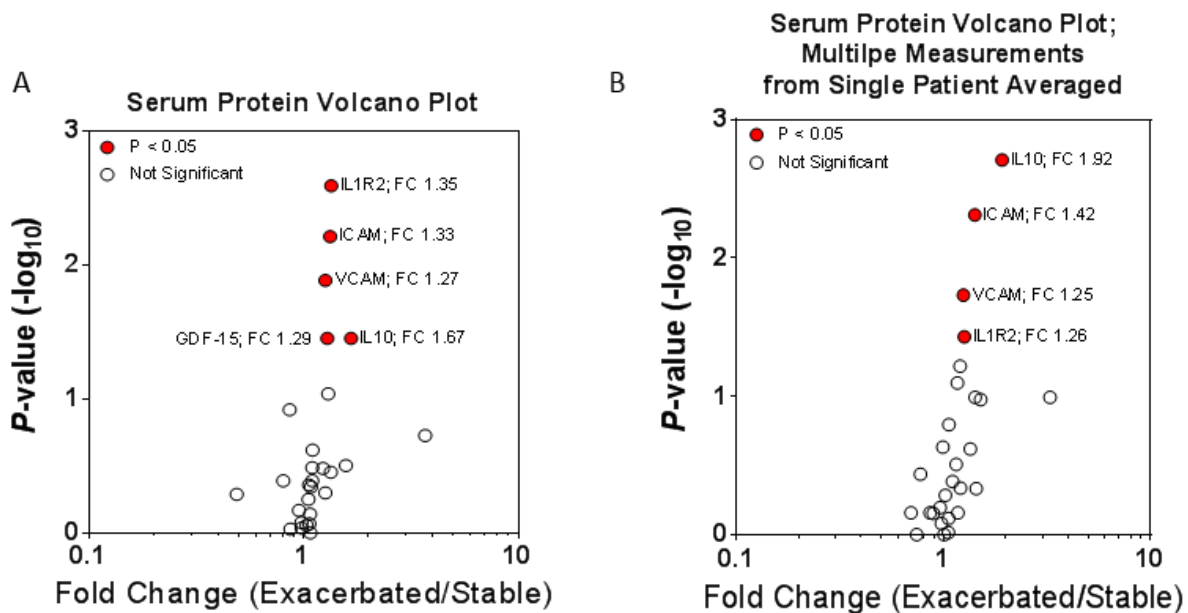 A
Serum Protein Volcano Plot
P < 0.05
Not Significant
IL1R2; FC 1.35
ICAM; FC 1.33
VCAM; FC 1.27
GDF-15; FC 1.29
IL10; FC 1.67
3
2
1
0
P-value (-log10)
0.1
1
10
Fold Change (Exacerbated/Stable)
B
Serum Protein Volcano Plot;
Multilpe Measurements
from Single Patient Averaged
P < 0.05
Not Significant
IL10; FC 1.92
ICAM; FC 1.42
VCAM; FC 1.25
IL1R2; FC 1.26
3
2
1
0
P-value (-log10)
0.1
1
10
Fold Change (Exacerbated/Stable)